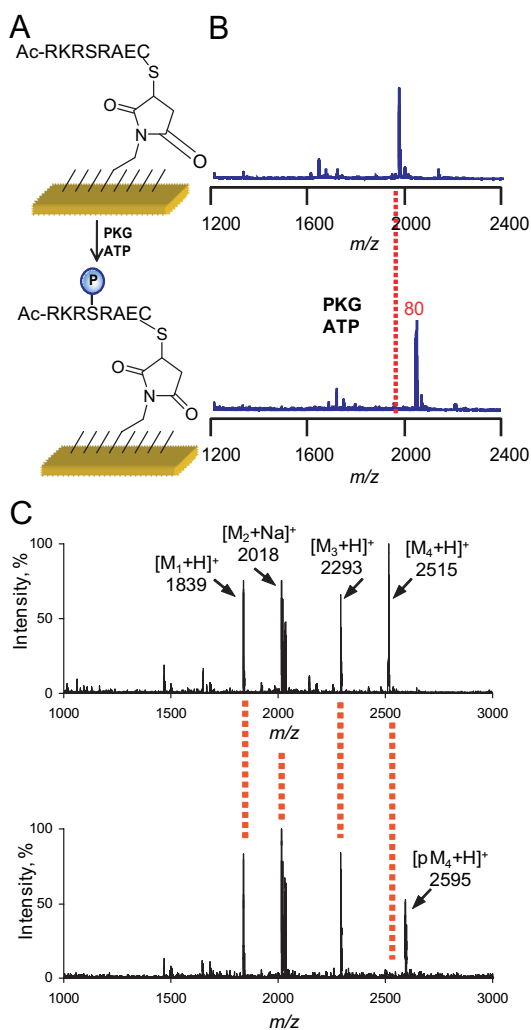 A
Ac-RKRSRAEC
S
O
N
O
PKG
ATP
P
Ac-RKRSRAEC
S
O
N
O
B
1200 1600 2000 2400
m/z
PKG
ATP
80
1200 1600 2000 2400
m/z
C
[M₁+H]⁺
1839
[M₂+Na]⁺
2018
[M₃+H]⁺
2293
[M₄+H]⁺
2515
Intensity, %
100
50
0
1000 1500 2000 2500 3000
m/z
[pM₄+H]⁺
2595
Intensity, %
100
50
0
1000 1500 2000 2500 3000
m/z